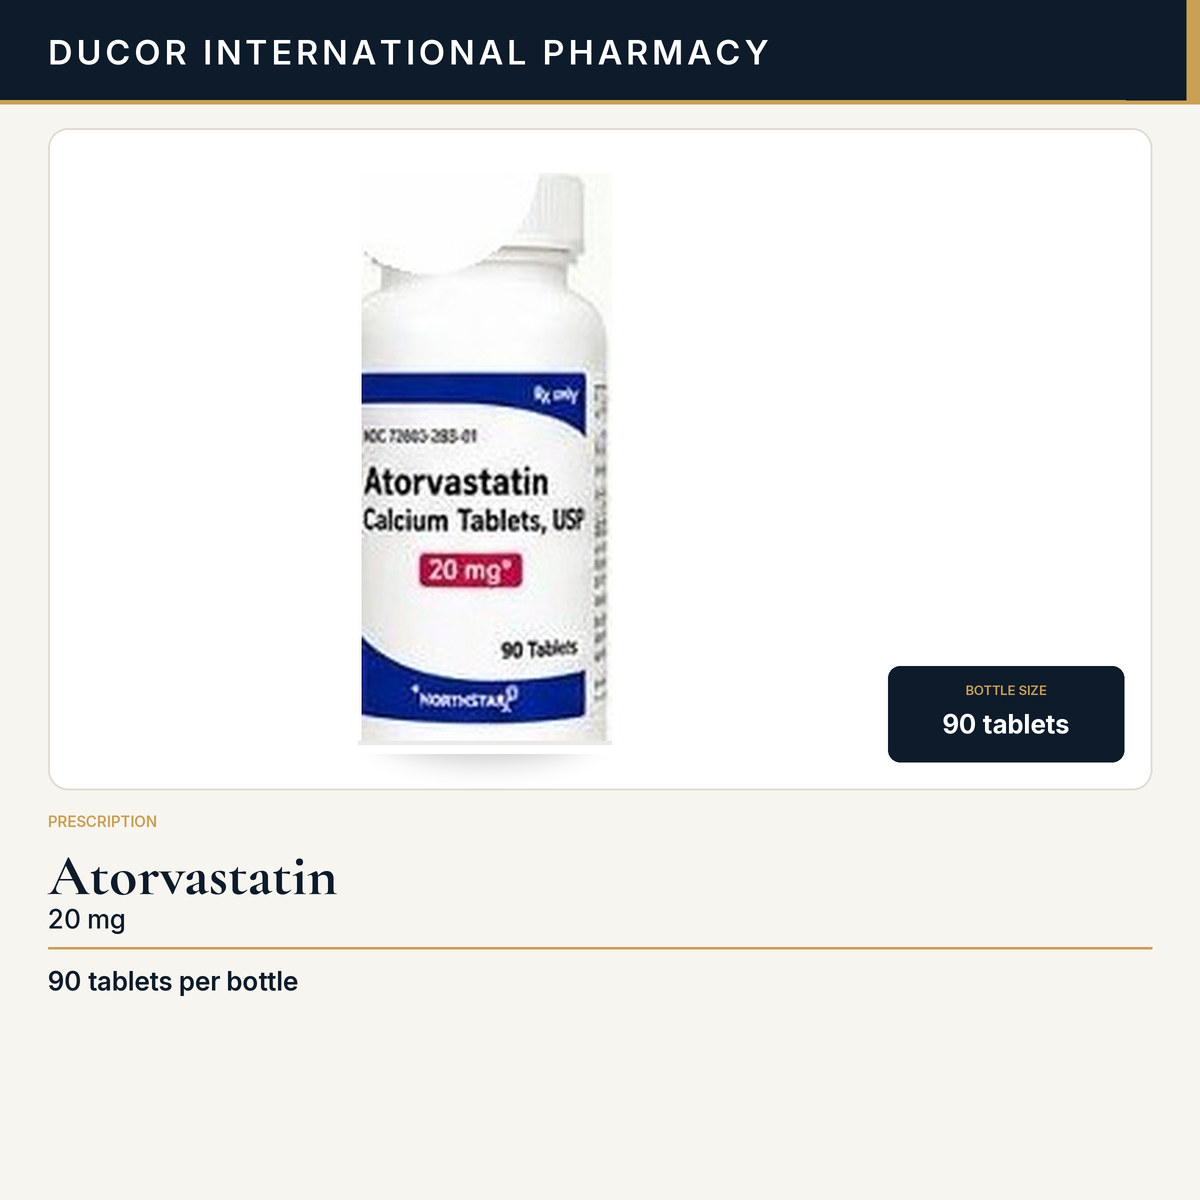 DUCOR INTERNATIONAL PHARMACY
Rx only
Atorvastatin
Calcium Tablets, USP
20 mg*
90 Tablets
NORTHSTAR
BOTTLE SIZE
90 tablets
PRESCRIPTION
Atorvastatin
20 mg
90 tablets per bottle